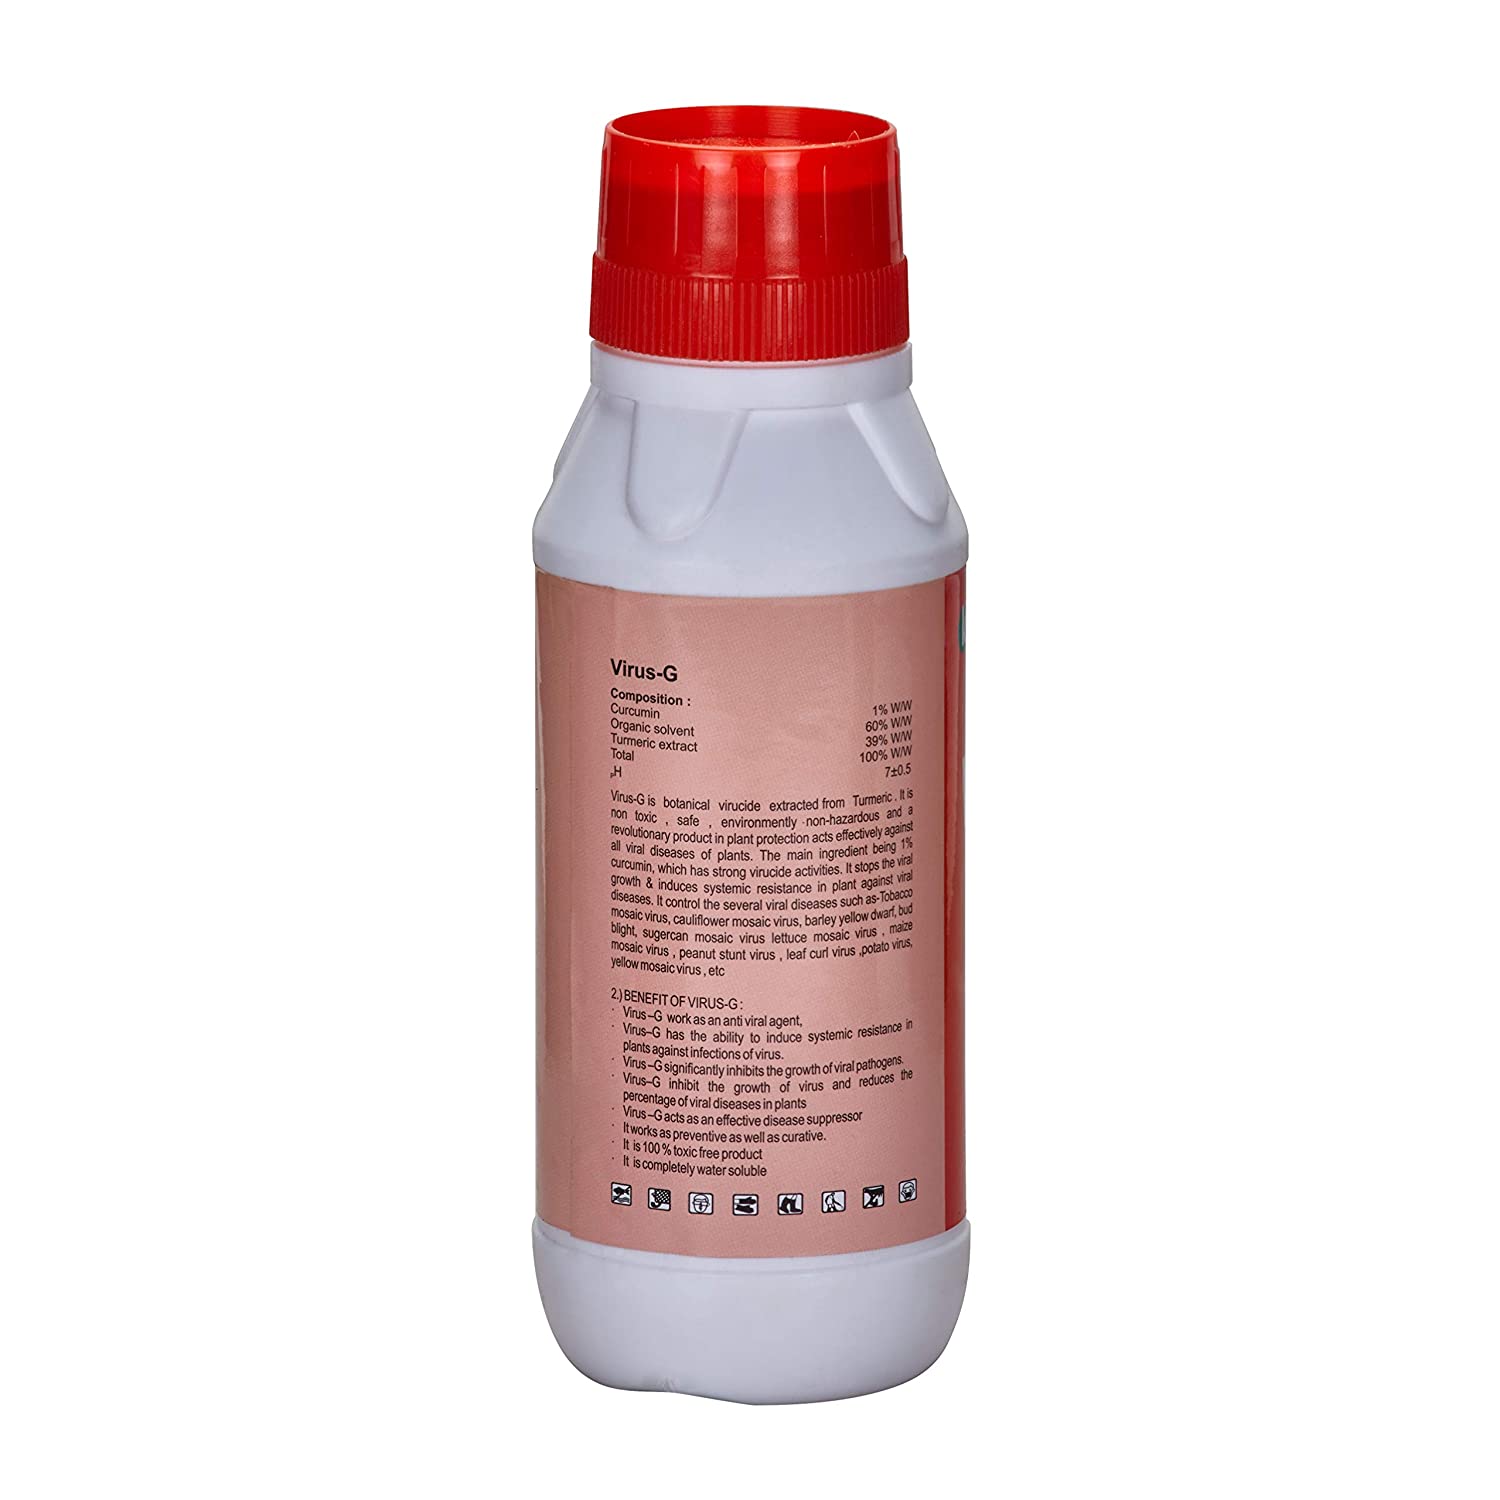 Virus-G
Composition :
Curcumin 1% W/W
Organic solvent 60% W/W
Turmeric extract 39% W/W
Total 100% W/W
pH 7±0.5
Virus-G is botanical virucide extracted from Turmeric . It is
non toxic , safe , environmently -non-hazardous and a
revolutionary product in plant protection acts effectively against
all viral diseases of plants. The main ingredient being 1%
curcumin, which has strong virucide activities. It stops the viral
growth & induces systemic resistance in plant against viral
diseases. It control the several viral diseases such as-Tobacco
mosaic virus, cauliflower mosaic virus, barley yellow dwarf, bud
blight, sugercan mosaic virus lettuce mosaic virus , maize
mosaic virus , peanut stunt virus , leaf curl virus ,potato virus,
yellow mosaic virus , etc
2.) BENEFIT OF VIRUS-G :
· Virus–G work as an anti viral agent,
· Virus–G has the ability to induce systemic resistance in
plants against infections of virus.
· Virus –G significantly inhibits the growth of viral pathogens.
· Virus–G inhibit the growth of virus and reduces the
percentage of viral diseases in plants
· Virus –G acts as an effective disease suppressor
· It works as preventive as well as curative.
· It is 100 % toxic free product
· It is completely water soluble